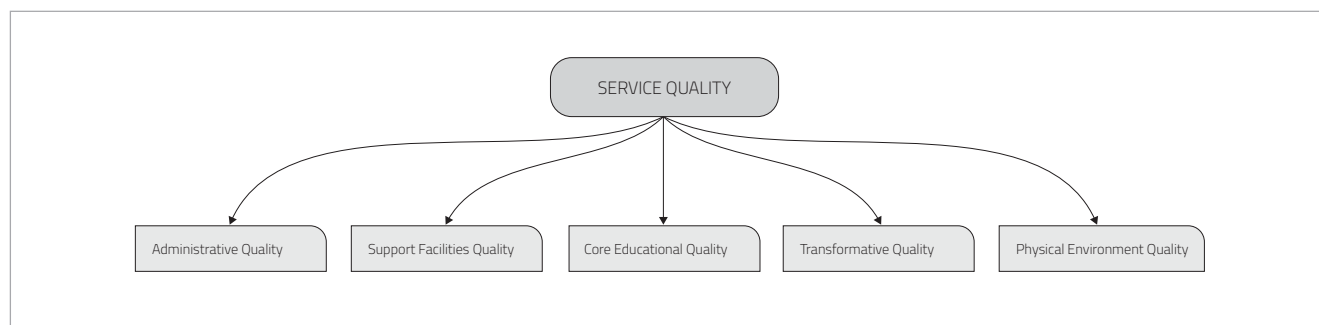 SERVICE QUALITY
Administrative Quality
Support Facilities Quality
Core Educational Quality
Transformative Quality
Physical Environment Quality